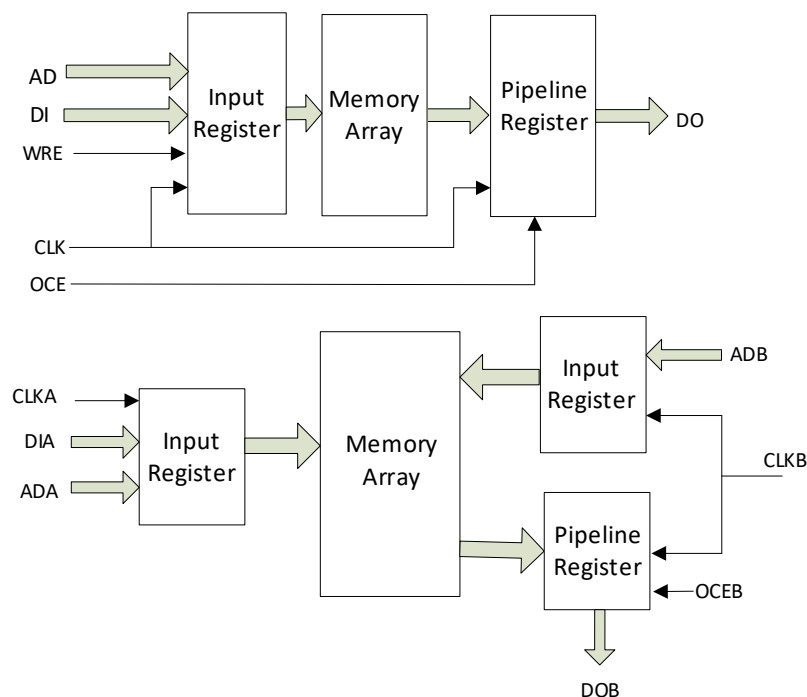 AD
DI
WRE
CLK
OCE
Input
Register
Memory
Array
Pipeline
Register
DO
CLKA
DIA
ADA
Input
Register
Memory
Array
Input
Register
ADB
CLKB
Pipeline
Register
OCEB
DOB